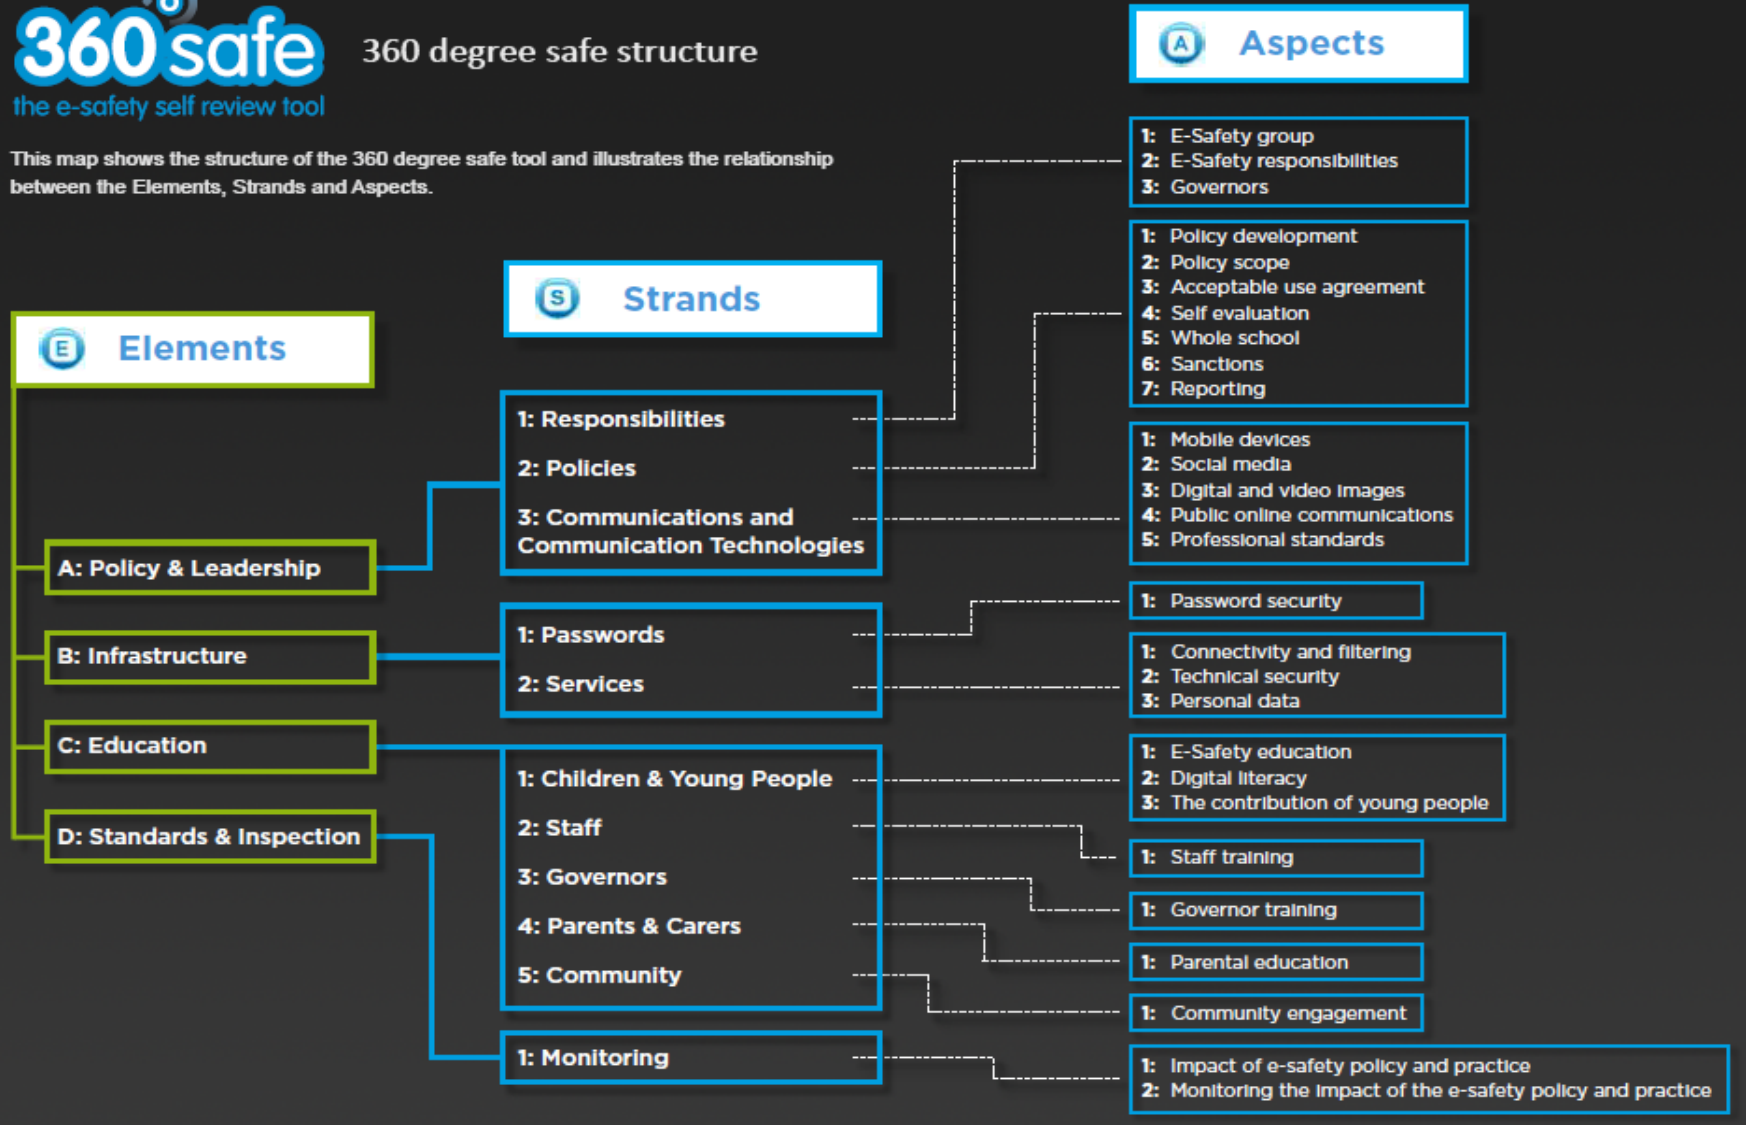 360 safe
the e-safety self review tool
360 degree safe structure
This map shows the structure of the 360 degree safe tool and illustrates the relationship
between the Elements, Strands and Aspects.
E Elements
A: Policy & Leadership
B: Infrastructure
C: Education
D: Standards & Inspection
S Strands
1: Responsibilities
2: Policies
3: Communications and
Communication Technologies
1: Passwords
2: Services
1: Children & Young People
2: Staff
3: Governors
4: Parents & Carers
5: Community
1: Monitoring
A Aspects
1: E-Safety group
2: E-Safety responsibilities
3: Governors
1: Policy development
2: Policy scope
3: Acceptable use agreement
4: Self evaluation
5: Whole school
6: Sanctions
7: Reporting
1: Mobile devices
2: Social media
3: Digital and video images
4: Public online communications
5: Professional standards
1: Password security
1: Connectivity and filtering
2: Technical security
3: Personal data
1: E-Safety education
2: Digital literacy
3: The contribution of young people
1: Staff training
1: Governor training
1: Parental education
1: Community engagement
1: Impact of e-safety policy and practice
2: Monitoring the impact of the e-safety policy and practice